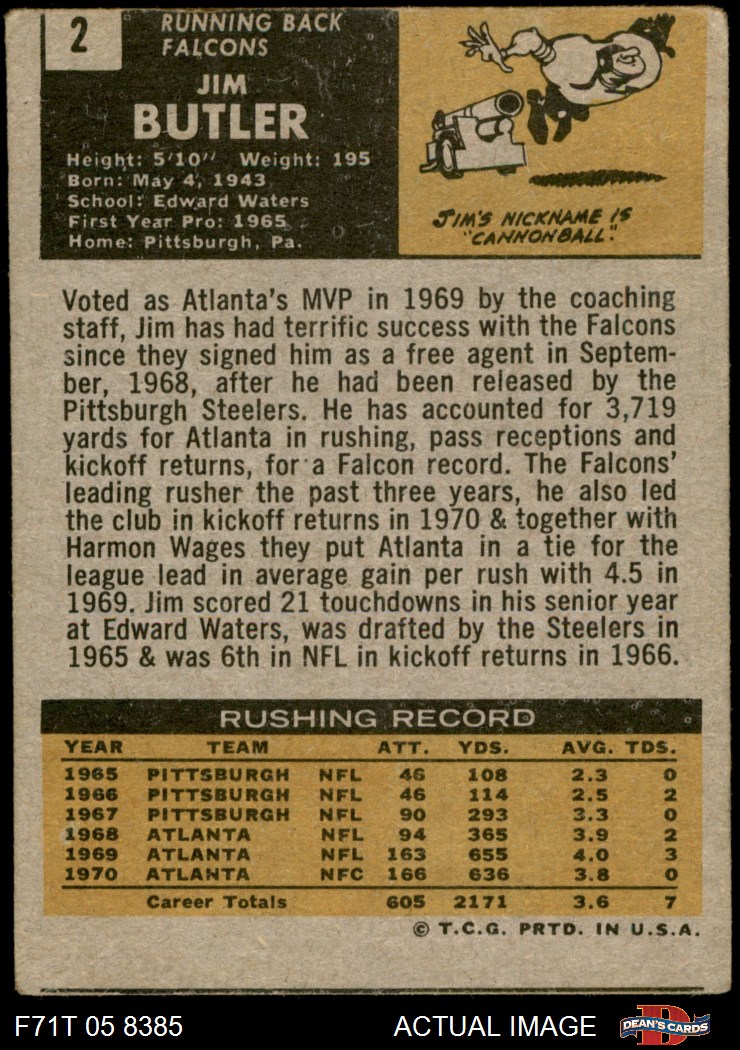 2
RUNNING BACK
FALCONS
JIM
BUTLER
Height: 5'10" Weight: 195
Born: May 4, 1943
School: Edward Waters
First Year Pro: 1965
Home: Pittsburgh, Pa.
JIM'S NICKNAME IS
"CANNONBALL".
Voted as Atlanta's MVP in 1969 by the coaching
staff, Jim has had terrific success with the Falcons
since they signed him as a free agent in Septem-
ber, 1968, after he had been released by the
Pittsburgh Steelers. He has accounted for 3,719
yards for Atlanta in rushing, pass receptions and
kickoff returns, for a Falcon record. The Falcons'
leading rusher the past three years, he also led
the club in kickoff returns in 1970 & together with
Harmon Wages they put Atlanta in a tie for the
league lead in average gain per rush with 4.5 in
1969. Jim scored 21 touchdowns in his senior year
at Edward Waters, was drafted by the Steelers in
1965 & was 6th in NFL in kickoff returns in 1966.
RUSHING RECORD
YEAR TEAM ATT. YDS. AVG. TDS.
1965 PITTSBURGH NFL 46 108 2.3 0
1966 PITTSBURGH NFL 46 114 2.5 2
1967 PITTSBURGH NFL 90 293 3.3 0
1968 ATLANTA NFL 94 365 3.9 2
1969 ATLANTA NFL 163 655 4.0 3
1970 ATLANTA NFC 166 636 3.8 0
Career Totals 605 2171 3.6 7
© T.C.G. PRTD. IN U.S.A.
F71T 05 8385 ACTUAL IMAGE D DEAN'S CARDS